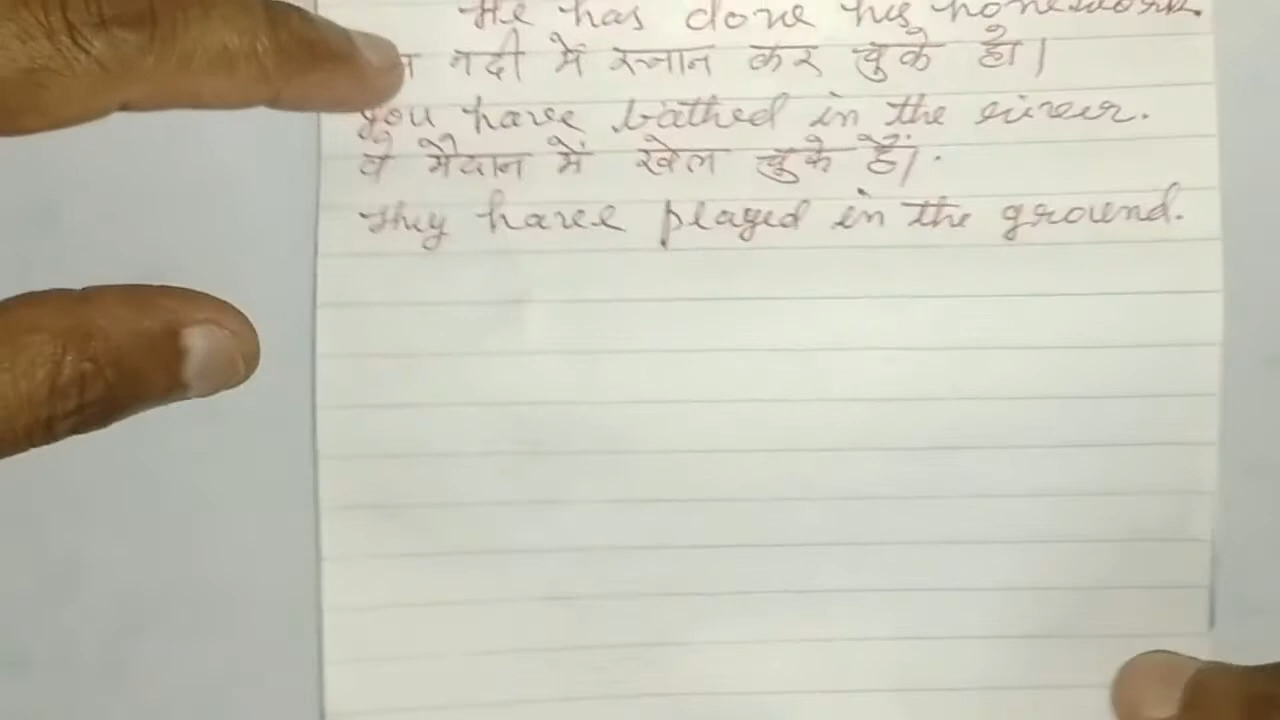 He has done his homework.
नदी में स्नान कर चुके हो।
you have bathed in the river.
वे मैदान में खेल चुके हैं।
They have played in the ground.